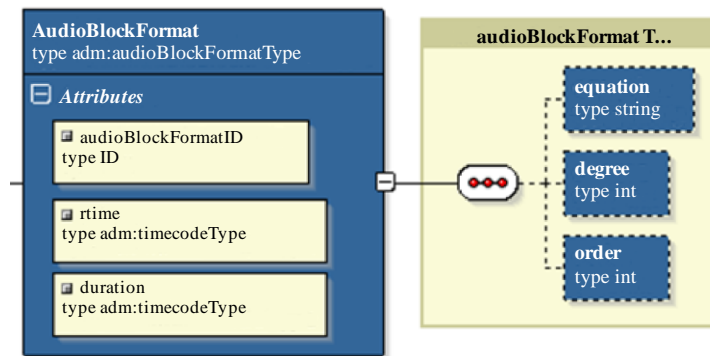 AudioBlockFormat
type adm:audioBlockFormatType
Attributes
audioBlockFormatID
type ID
rtime
type adm:timecodeType
duration
type adm:timecodeType
audioBlockFormat T...
equation
type string
degree
type int
order
type int